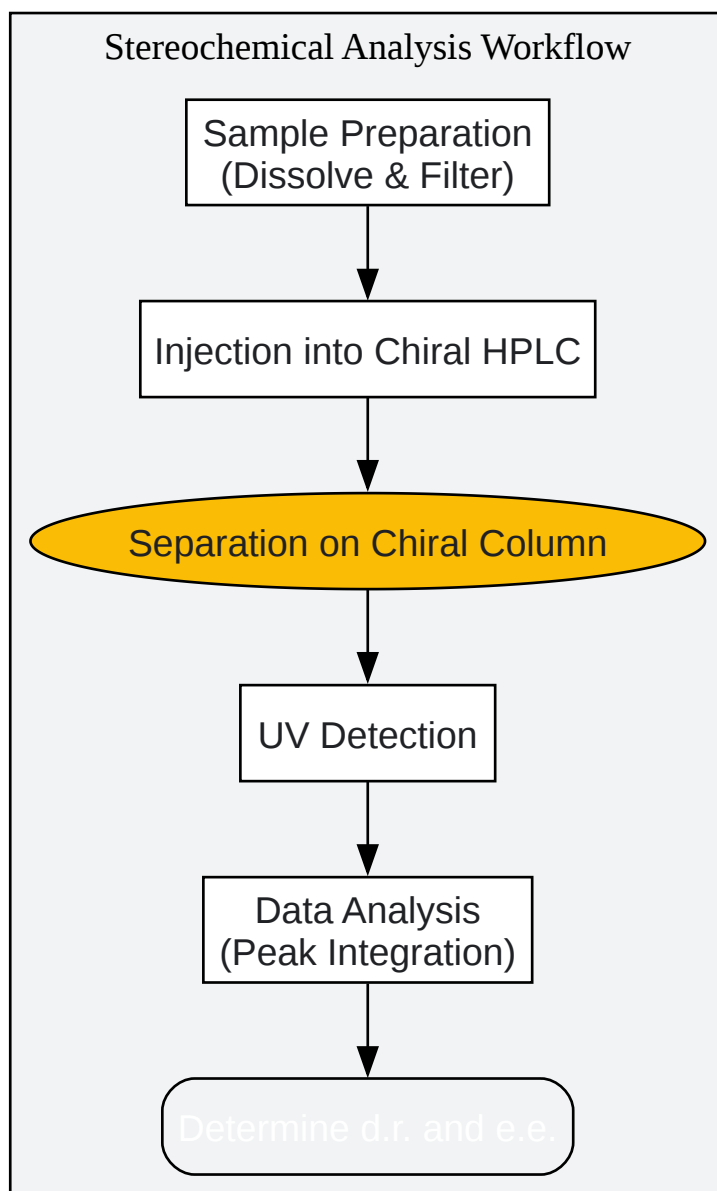 Stereochemical Analysis Workflow
Sample Preparation
(Dissolve & Filter)
Injection into Chiral HPLC
Separation on Chiral Column
UV Detection
Data Analysis
(Peak Integration)
Determine d.r. and e.e.